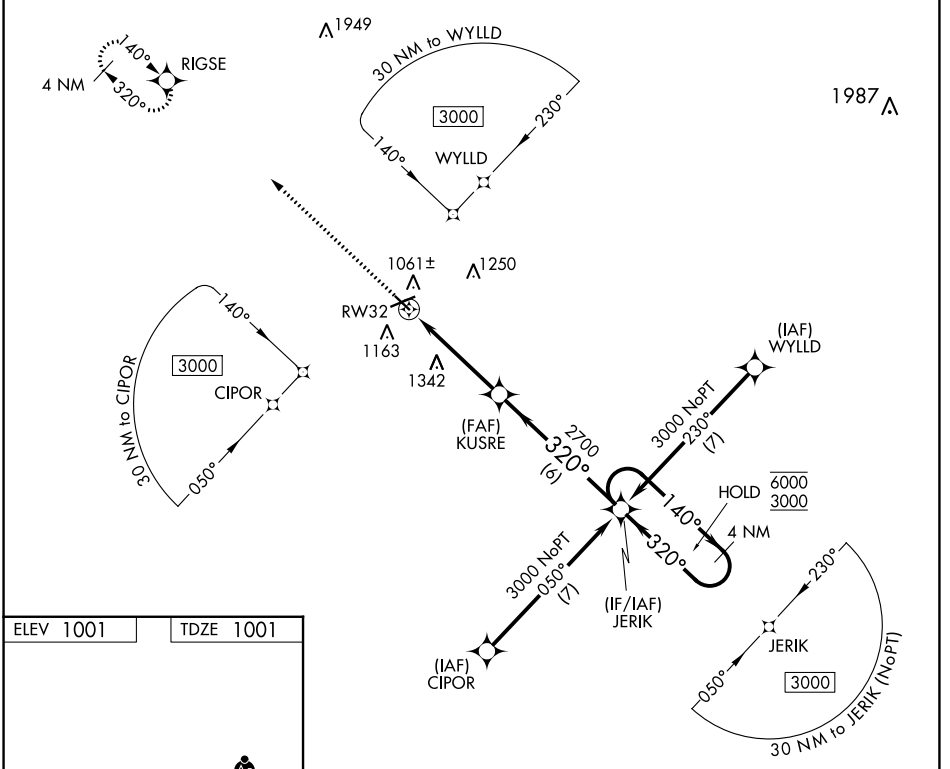 1949
140°
RIGSE
4 NM
320°
30 NM to WYLLD
3000
140°
230°
WYLLD
1987
1061±
1250
RW32
1163
1342
30 NM to CIPOR
140°
3000
CIPOR
050°
(IAF)
WYLLD
3000 NoPT
230°
(7)
(FAF)
KUSRE
2700
320°
(6)
HOLD
6000
3000
140°
4 NM
320°
3000 NoPT
050°
(7)
(IF/IAF)
JERIK
(IAF)
CIPOR
230°
JERIK
050°
3000
30 NM to JERIK (NoPT)
ELEV 1001
TDZE 1001